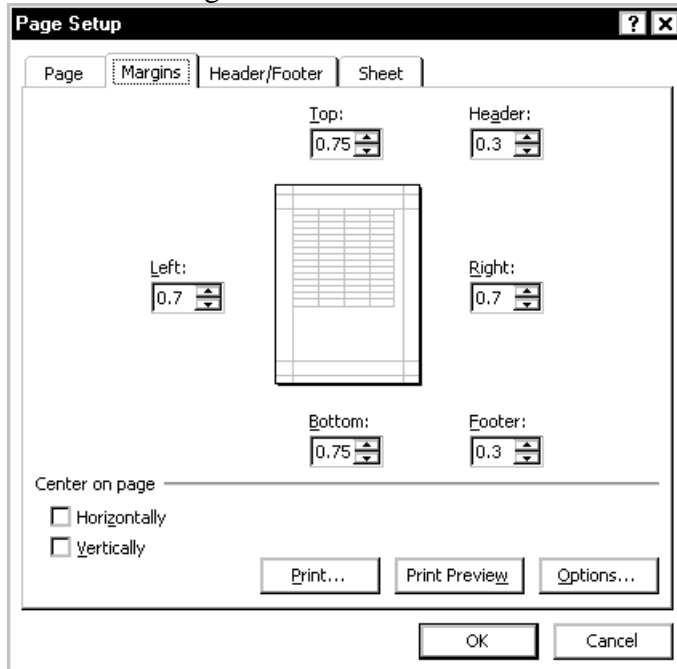 Page Setup
Page Margins Header/Footer Sheet
Top: Header:
0.75 0.3
Left: Right:
0.7 0.7
Bottom: Footer:
0.75 0.3
Center on page
Horizontally
Vertically
Print... Print Preview Options...
OK Cancel